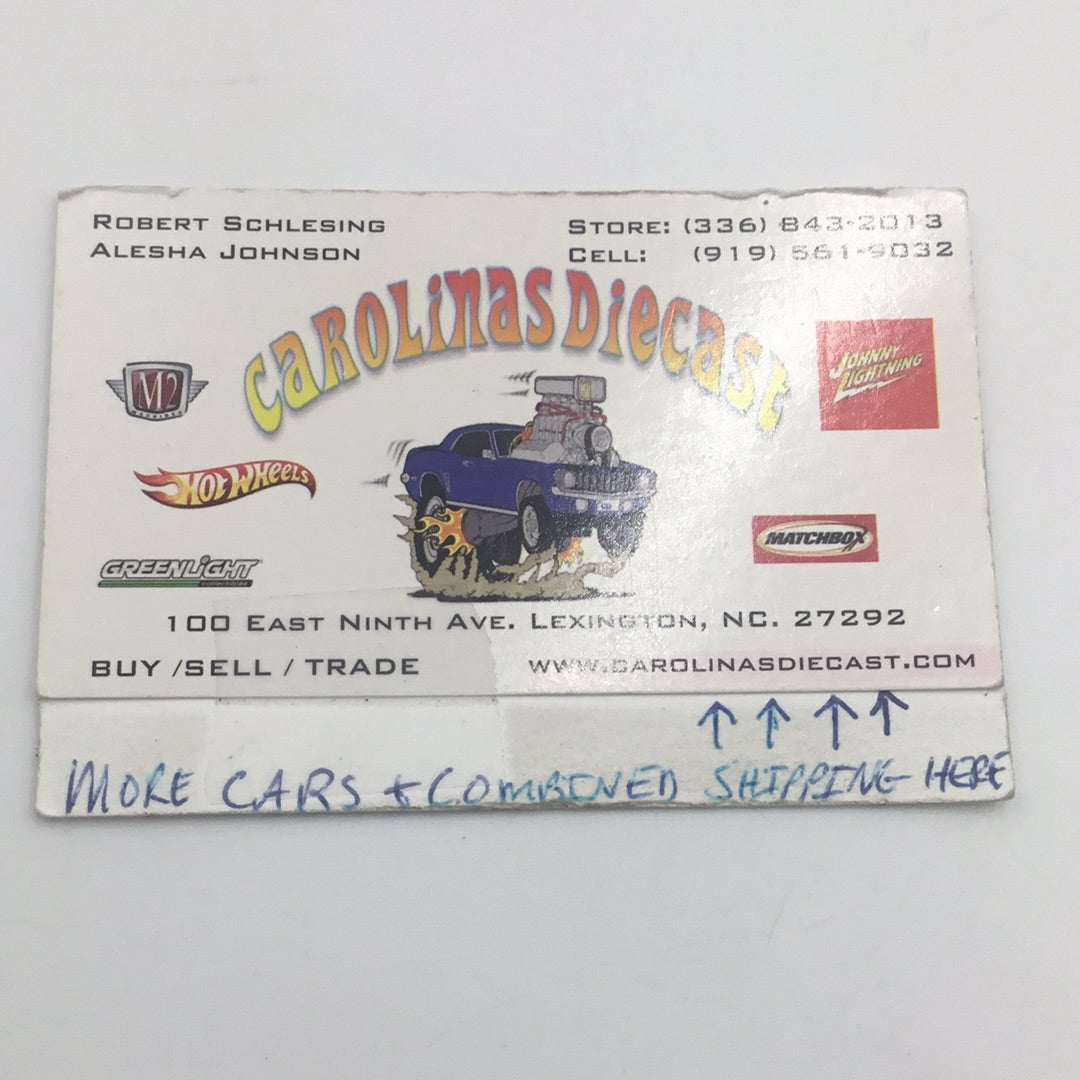 ROBERT SCHLESING
ALESHA JOHNSON
STORE: (336) 843-2013
CELL: (919) 561-9032
CAROLINAS DIECAST
M2
MACHINES
JOHNNY LIGHTNING
HOT WHEELS
MATCHBOX
GREENLiGHT
collectibles
100 EAST NINTH AVE. LEXINGTON, NC. 27292
BUY /SELL / TRADE
WWW.CAROLINASDIECAST.COM
↑ ↑ ↑ ↑
MORE CARS + COMBINED SHIPPING HERE